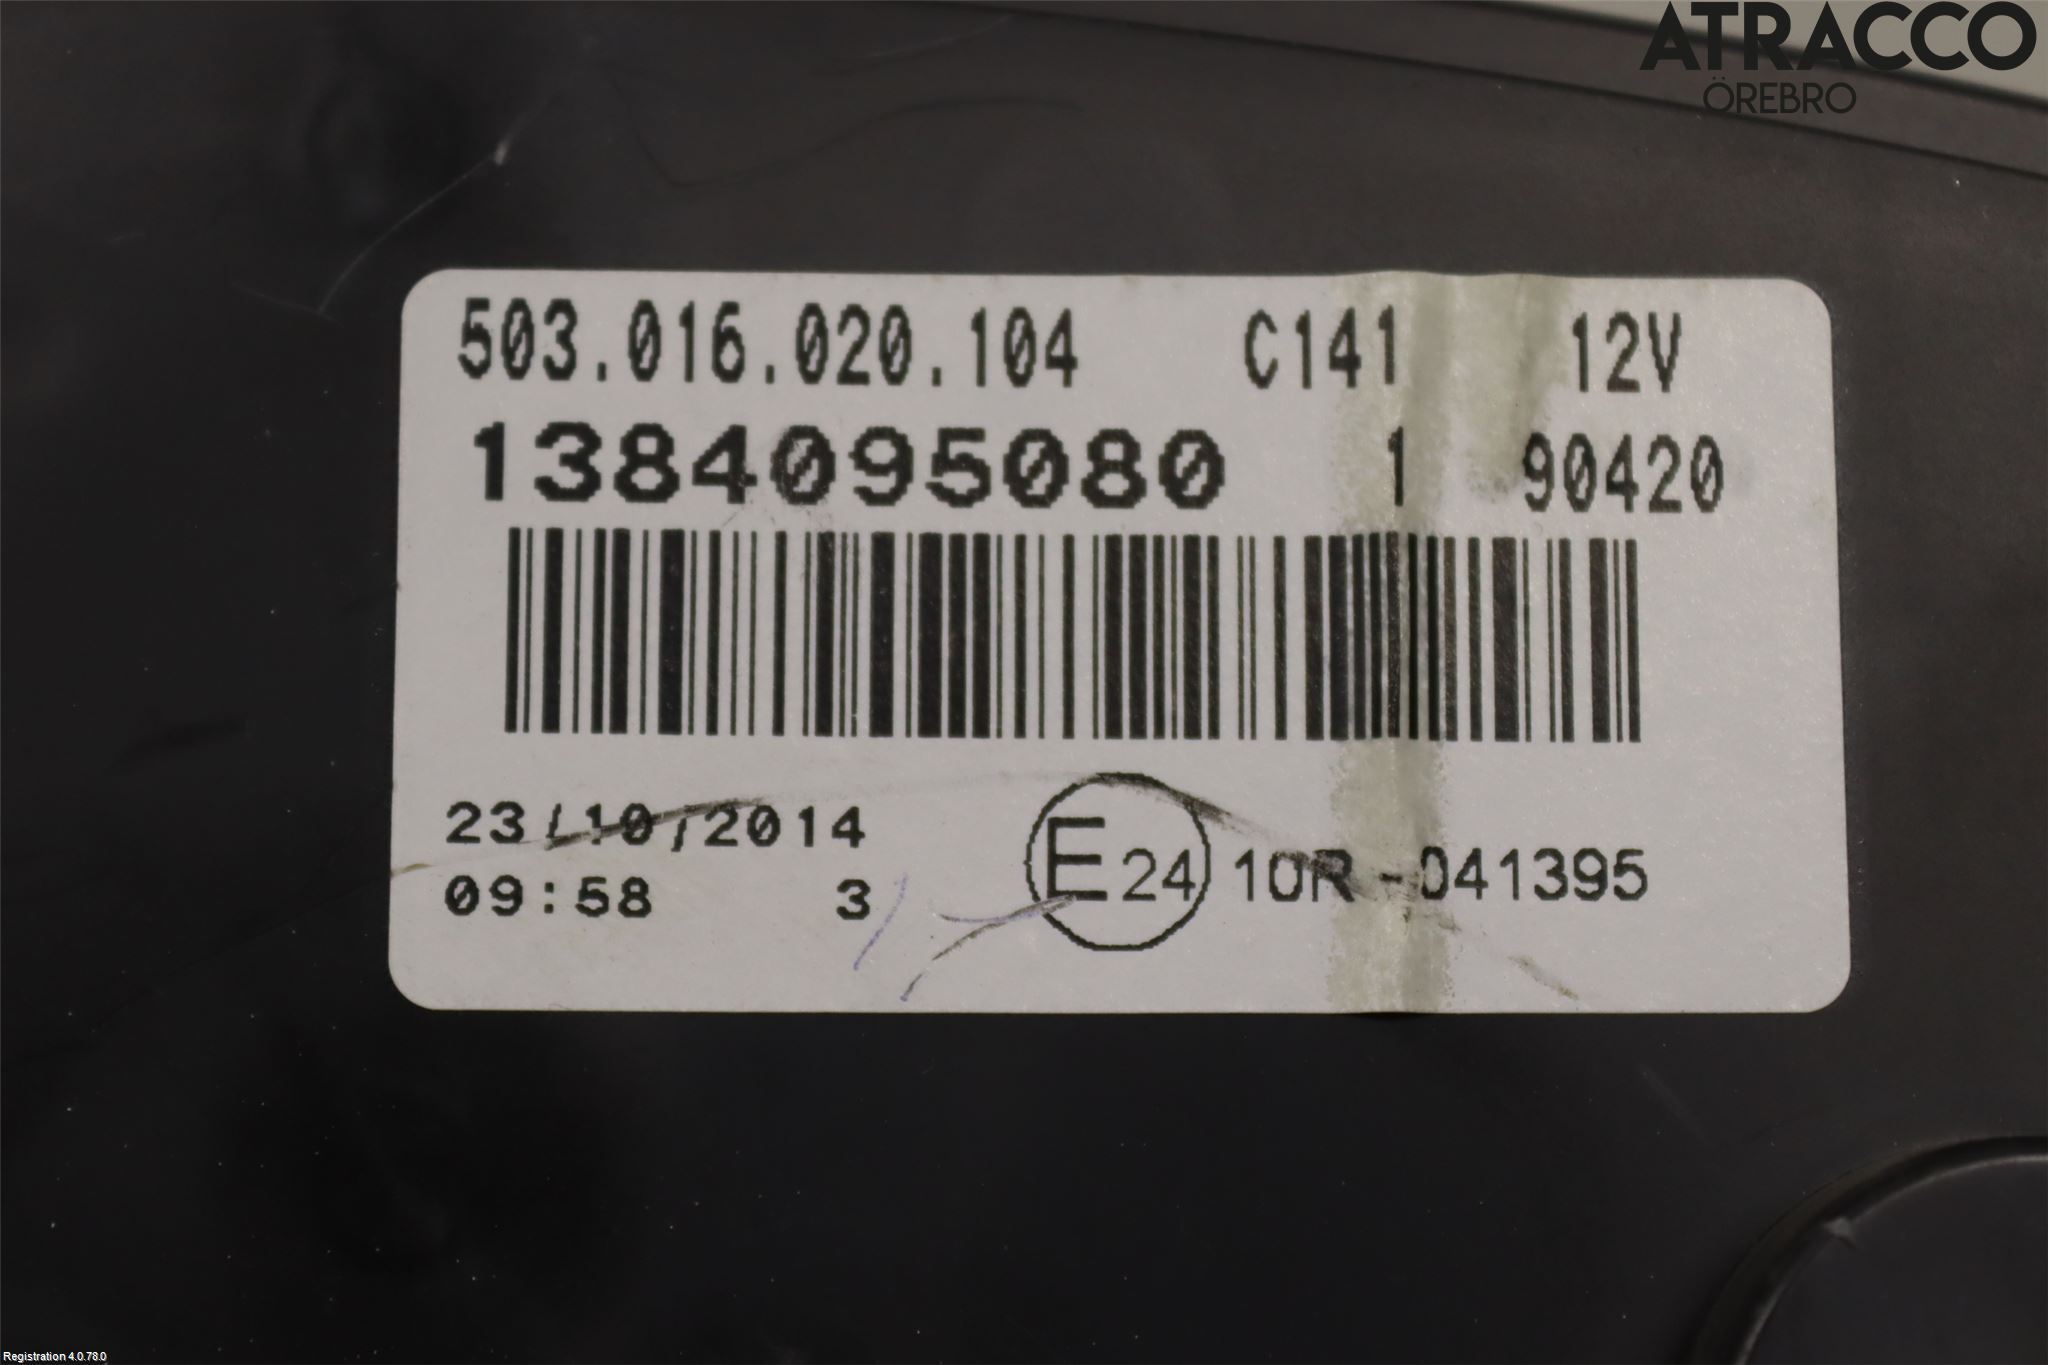 ATRACCO
ÖREBRO
503.016.020.104 C141 12V
1384095080 1 90420
23/10/2014
09:58 3
E24 10R-041395
Registration 4.0.78.0